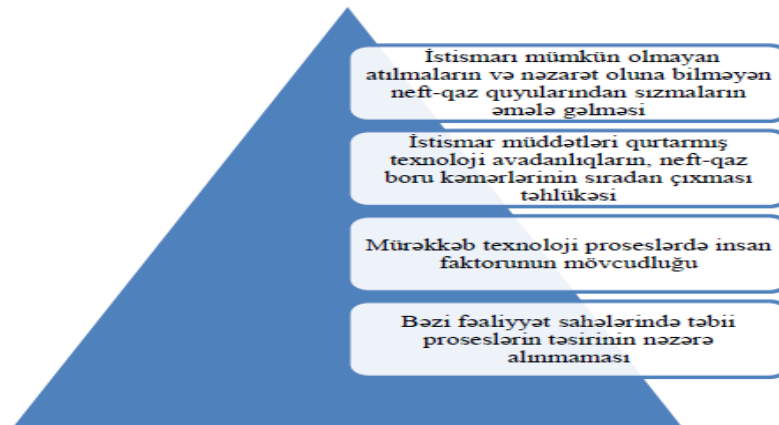 İstismarı mümkün olmayan
atılmaların və nəzarət oluna bilməyən
neft-qaz quyularından sızmaların
əmələ gəlməsi
İstismar müddətləri qurtarmış
texnoloji avadanlıqların, neft-qaz
boru kəmərlərinin sıradan çıxması
təhlükəsi
Mürəkkəb texnoloji proseslərdə insan
faktorunun mövcudluğu
Bəzi fəaliyyət sahələrində təbii
proseslərin təsirinin nəzərə
alınmaması